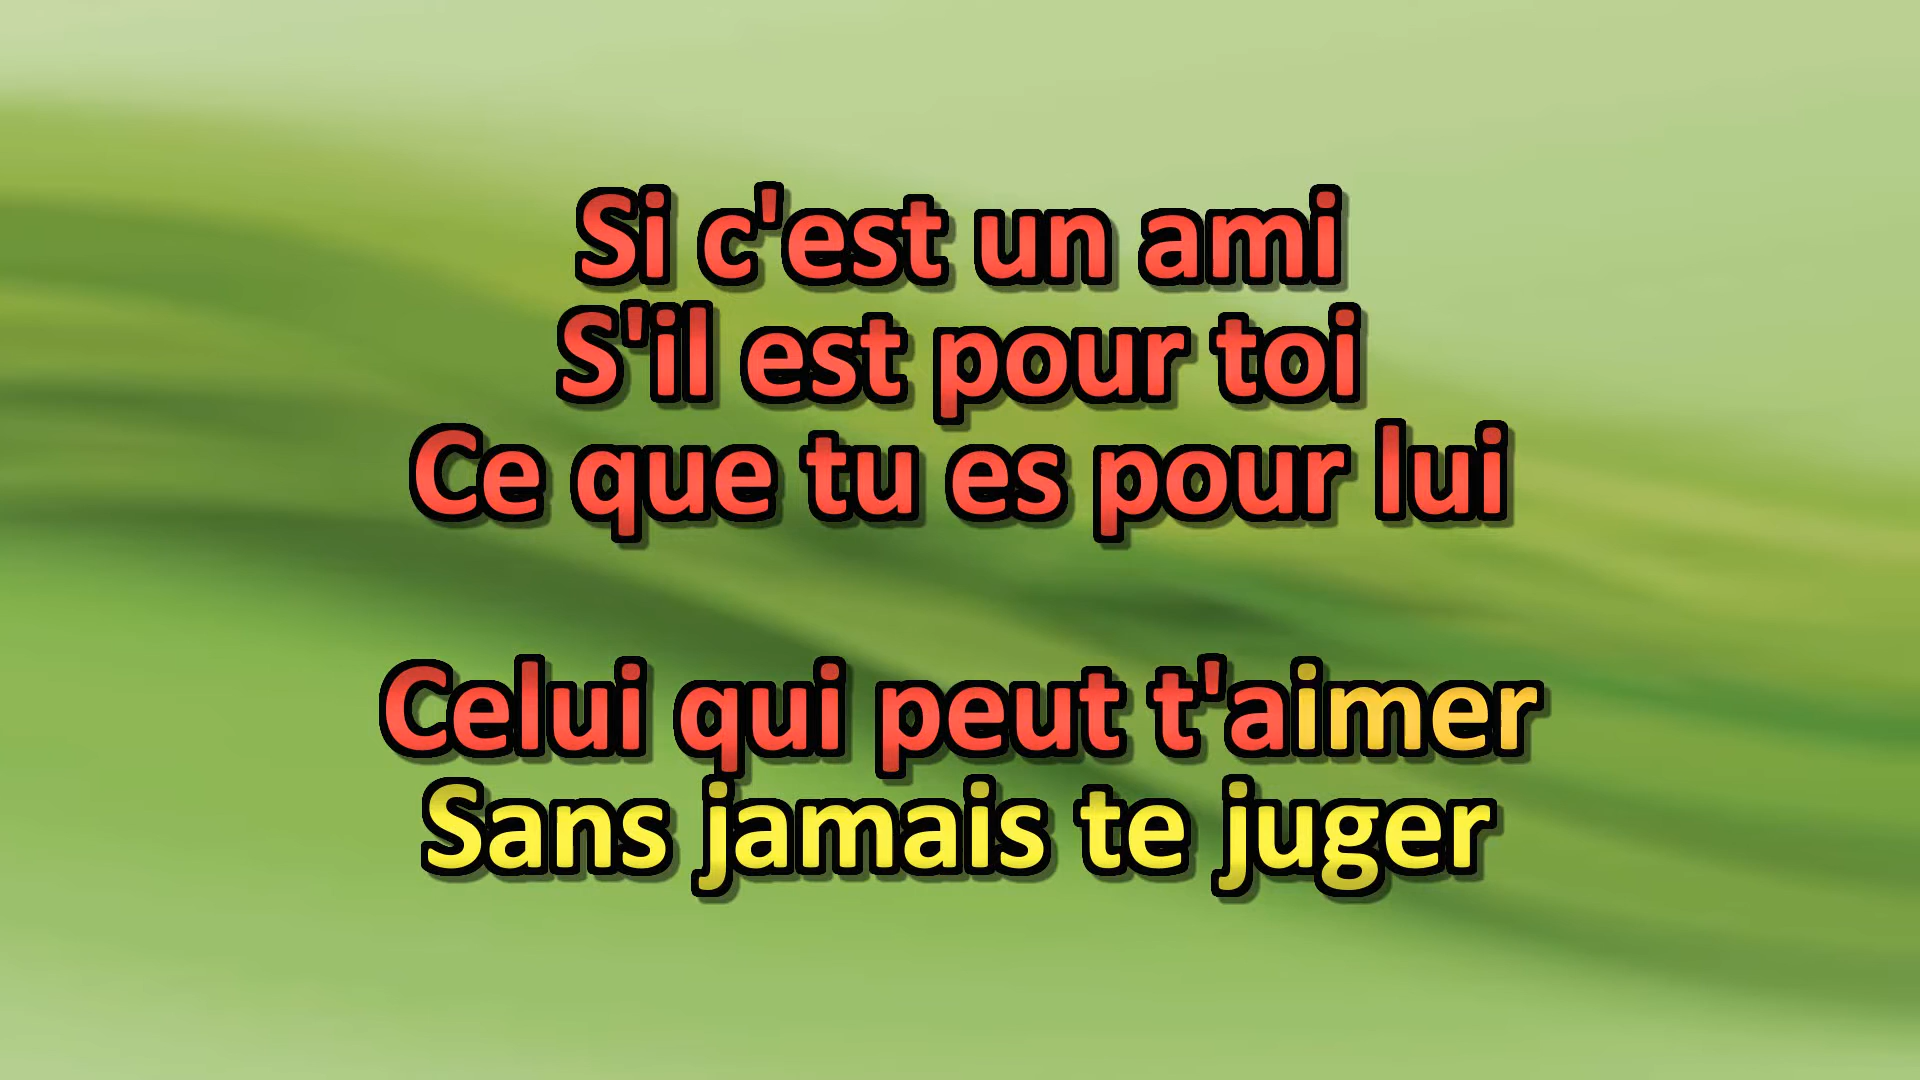 Si c'est un ami
S'il est pour toi
Ce que tu es pour lui
Celui qui peut t'aimer
Sans jamais te juger